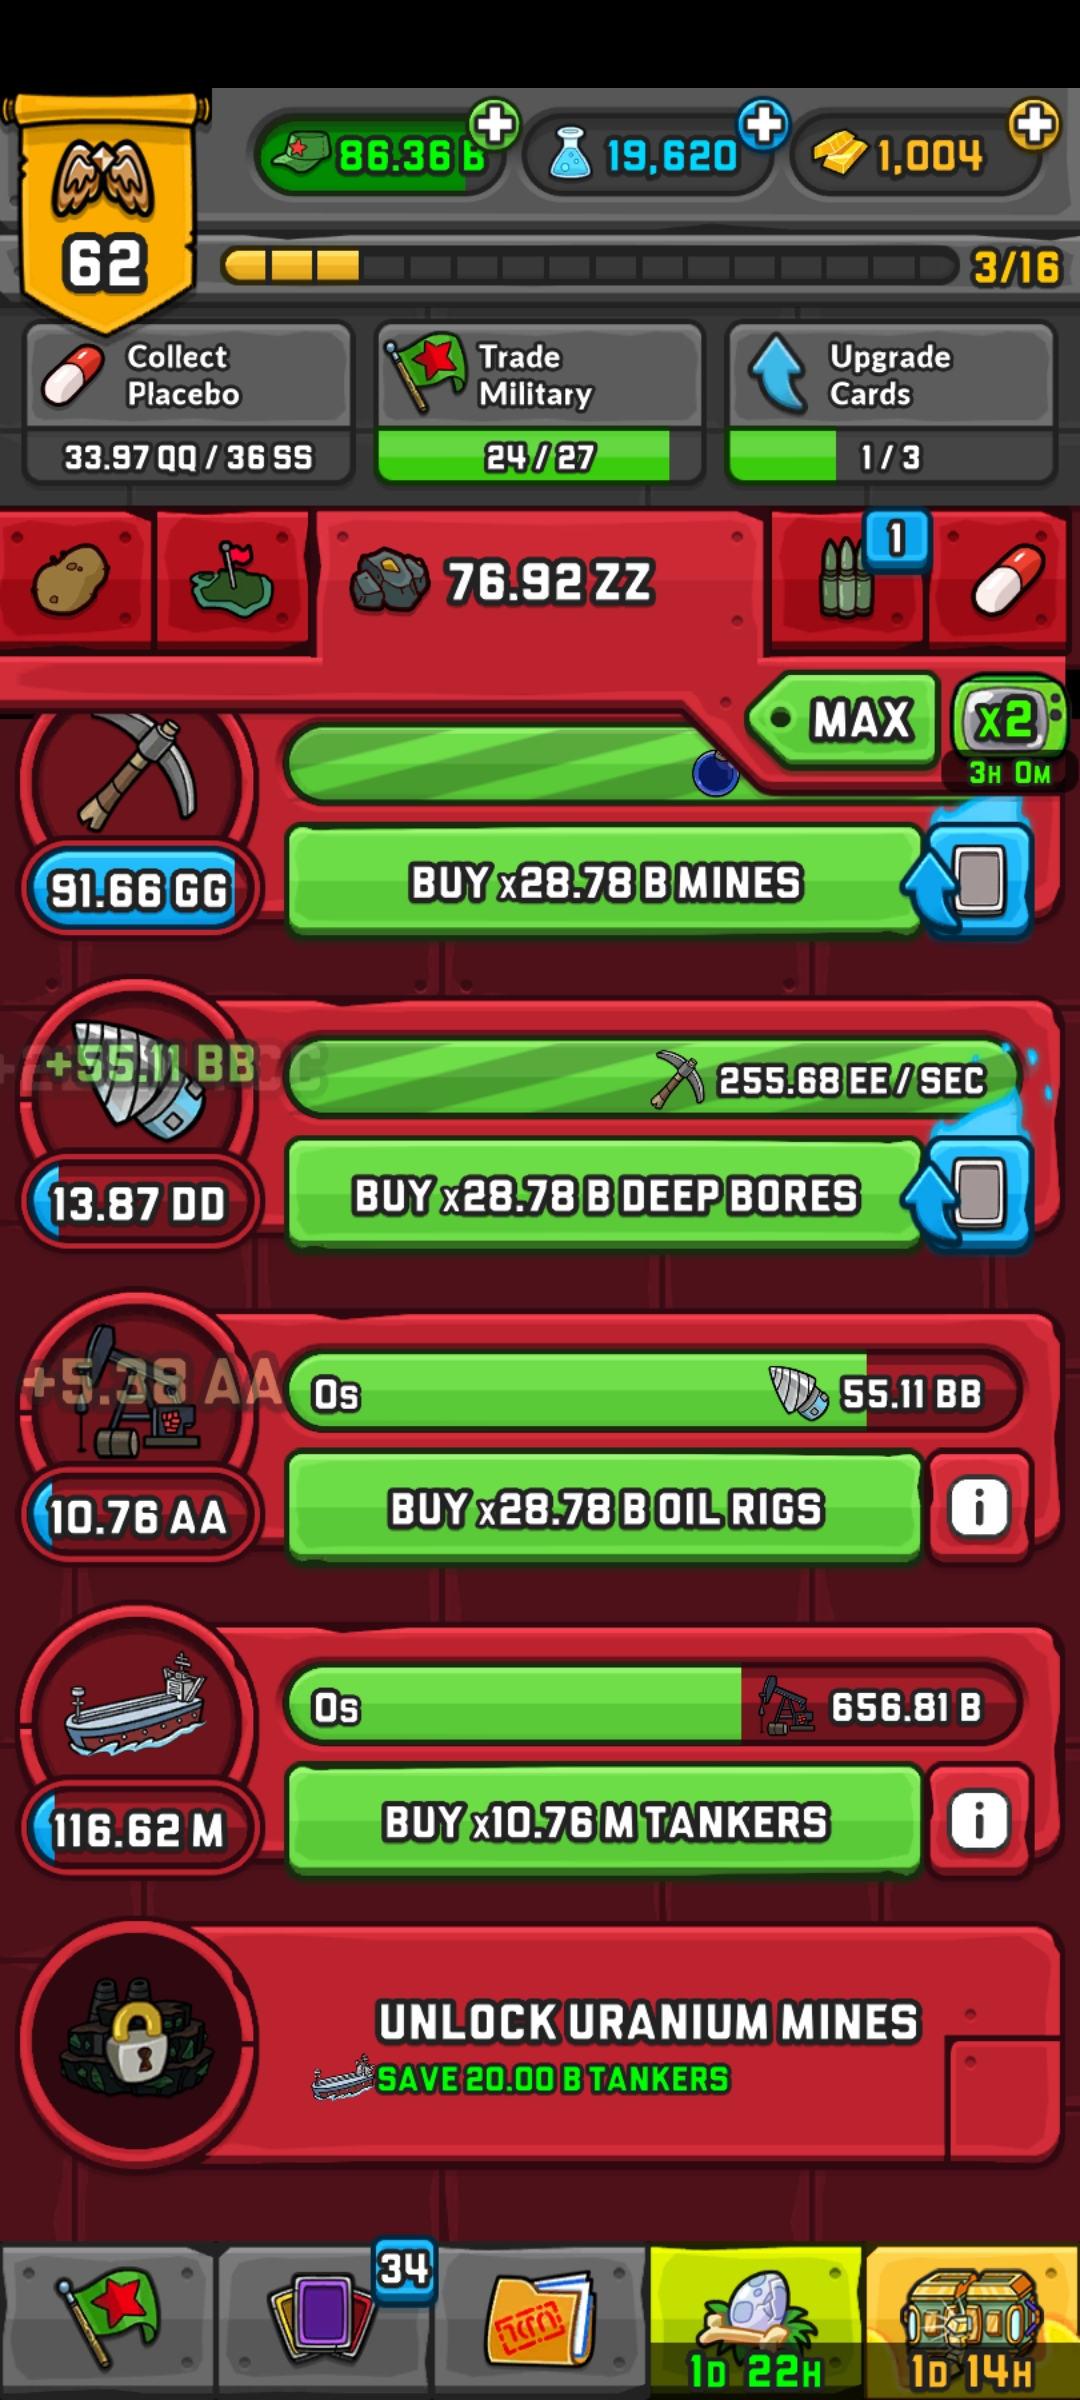 86.36 B
19,620
1,004
62
3/16
Collect
Placebo
33.97 QQ / 36 SS
Trade
Military
24 / 27
Upgrade
Cards
1 / 3
76.92 ZZ
1
MAX
x2
3H 0M
91.66 GG
BUY x28.78 B MINES
+55.11 BB
255.68 EE / SEC
13.87 DD
BUY x28.78 B DEEP BORES
+5.38 AA
0s
55.11 BB
10.76 AA
BUY x28.78 B OIL RIGS
i
0s
656.81 B
116.62 M
BUY x10.76 M TANKERS
i
UNLOCK URANIUM MINES
SAVE 20.00 B TANKERS
34
1D 22H
1D 14H